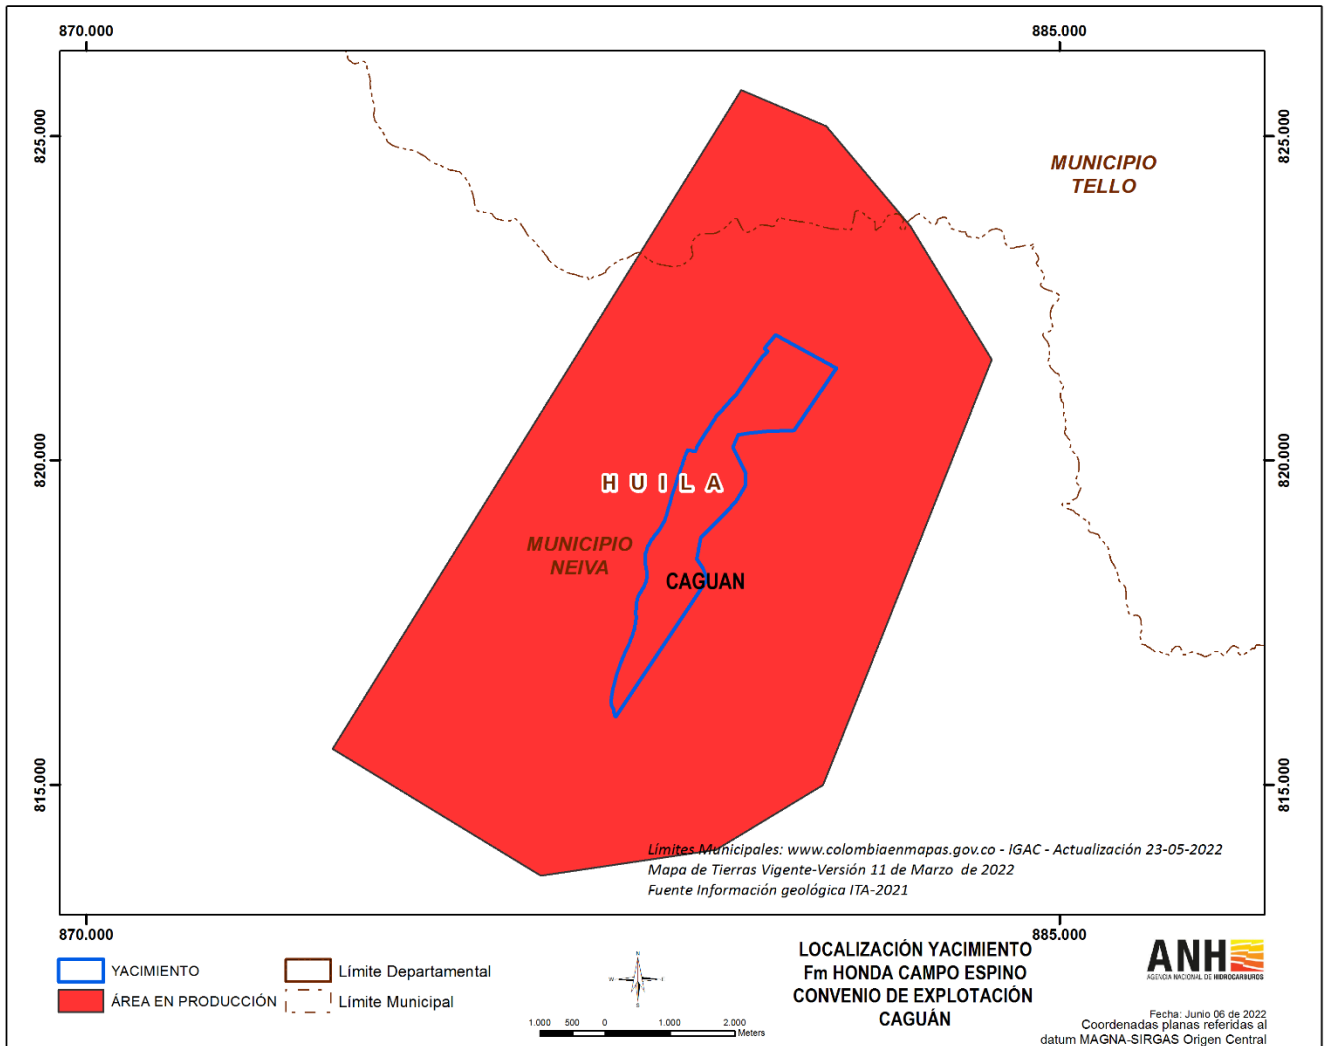 870.000
885.000
825.000
825.000
MUNICIPIO
TELLO
820.000
820.000
HUILA
MUNICIPIO
NEIVA
CAGUAN
815.000
815.000
Límites Municipales: www.colombiaenmapas.gov.co - IGAC - Actualización 23-05-2022
Mapa de Tierras Vigente-Versión 11 de Marzo de 2022
Fuente Información geológica ITA-2021
870.000
885.000
YACIMIENTO
ÁREA EN PRODUCCIÓN
Límite Departamental
Límite Municipal
N
W
E
S
1.000 500 0 1.000 2.000
Meters
LOCALIZACIÓN YACIMIENTO
Fm HONDA CAMPO ESPINO
CONVENIO DE EXPLOTACIÓN
CAGUÁN
ANH
AGENCIA NACIONAL DE HIDROCARBUROS
Fecha: Junio 06 de 2022
Coordenadas planas referidas al
datum MAGNA-SIRGAS Origen Central